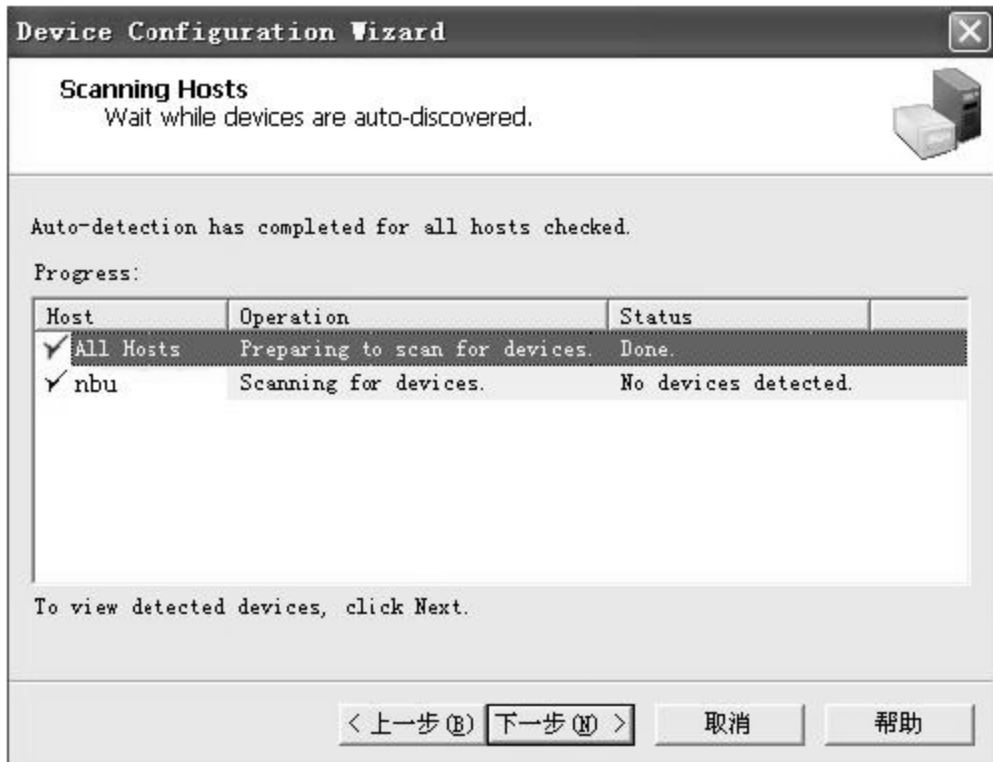 Device Configuration Wizard
Scanning Hosts
Wait while devices are auto-discovered.
Auto-detection has completed for all hosts checked.
Progress:
Host Operation Status
All Hosts Preparing to scan for devices. Done.
nbu Scanning for devices. No devices detected.
To view detected devices, click Next.
< 上一步(B) 下一步(N) > 取消 帮助